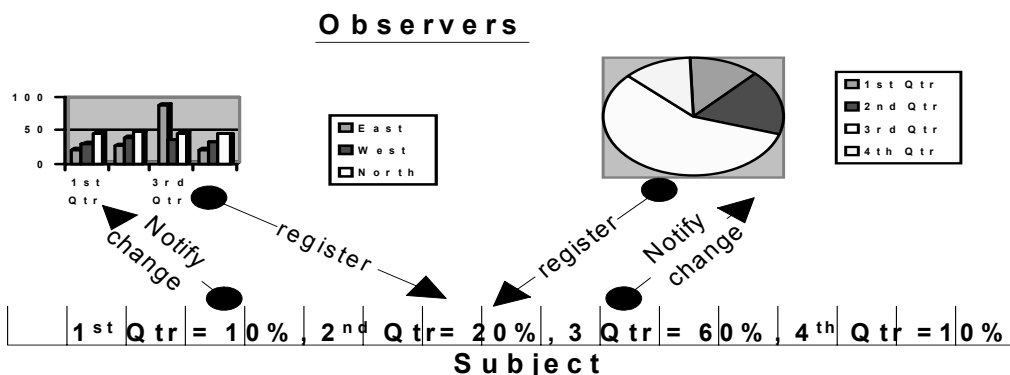 Observers
100
50
0
1st Qtr
3rd Qtr
East
West
North
1st Qtr
2nd Qtr
3rd Qtr
4th Qtr
Notify change
register
register
Notify change
1st Qtr = 10%, 2nd Qtr= 20%, 3 Qtr = 60%, 4th Qtr =10%
Subject